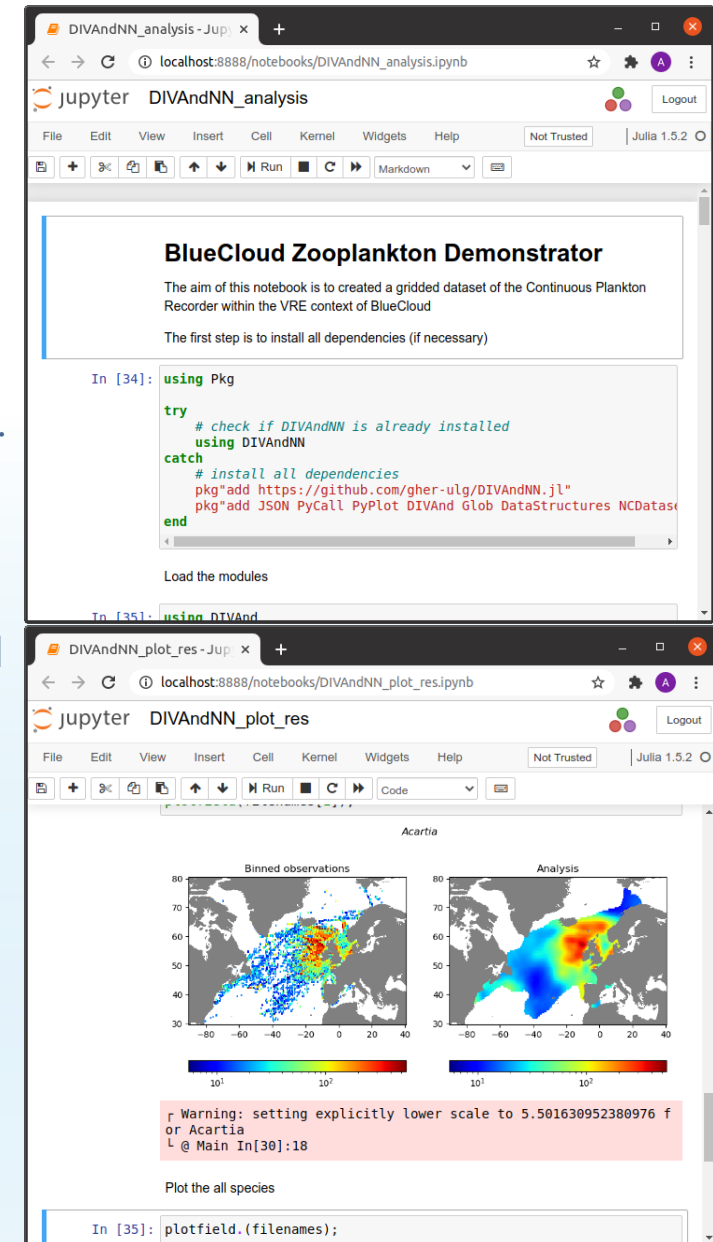 DIVAndNN_analysis - Jup
localhost:8888/notebooks/DIVAndNN_analysis.ipynb
A
jupyter DIVAndNN_analysis
Logout
File Edit View Insert Cell Kernel Widgets Help Not Trusted Julia 1.5.2
Run Markdown
BlueCloud Zooplankton Demonstrator
The aim of this notebook is to created a gridded dataset of the Continuous Plankton
Recorder within the VRE context of BlueCloud
The first step is to install all dependencies (if necessary)
In [34]: using Pkg
try
# check if DIVAndNN is already installed
using DIVAndNN
catch
# install all dependencies
pkg"add https://github.com/gher-ulg/DIVAndNN.jl"
pkg"add JSON PyCall PyPlot DIVAnd Glob DataStructures NCDatase
end
Load the modules
In [35]: using DIVAnd
DIVAndNN_plot_res - Jup
localhost:8888/notebooks/DIVAndNN_plot_res.ipynb
A
jupyter DIVAndNN_plot_res
Logout
File Edit View Insert Cell Kernel Widgets Help Not Trusted Julia 1.5.2
Run Code
Acartia
Binned observations Analysis
80 80
70 70
60 60
50 50
40 40
30 30
−80 −60 −40 −20 0 20 40 −80 −60 −40 −20 0 20 40
10¹ 10² 10¹ 10²
┌ Warning: setting explicitly lower scale to 5.501630952380976 f
or Acartia
└ @ Main In[30]:18
Plot the all species
In [35]: plotfield.(filenames);